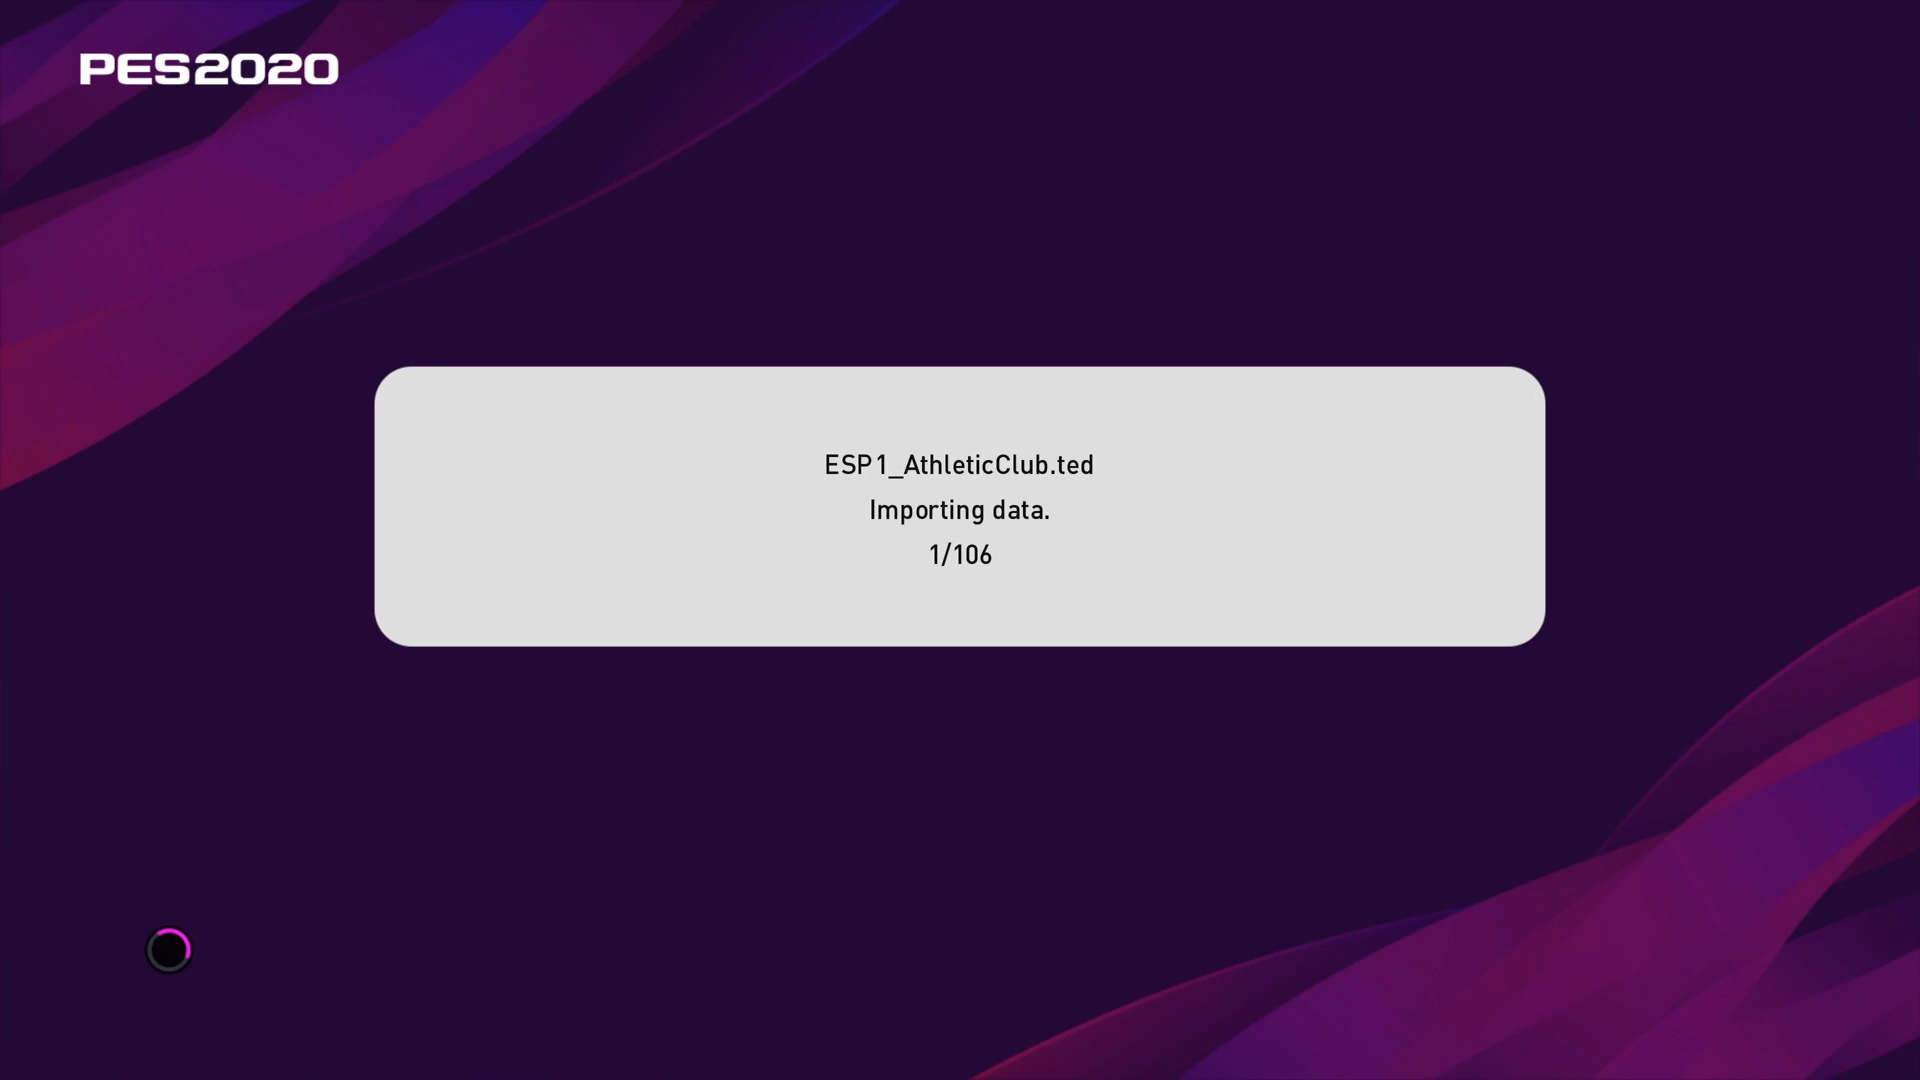 PES2020
ESP1_AthleticClub.ted
Importing data.
1/106